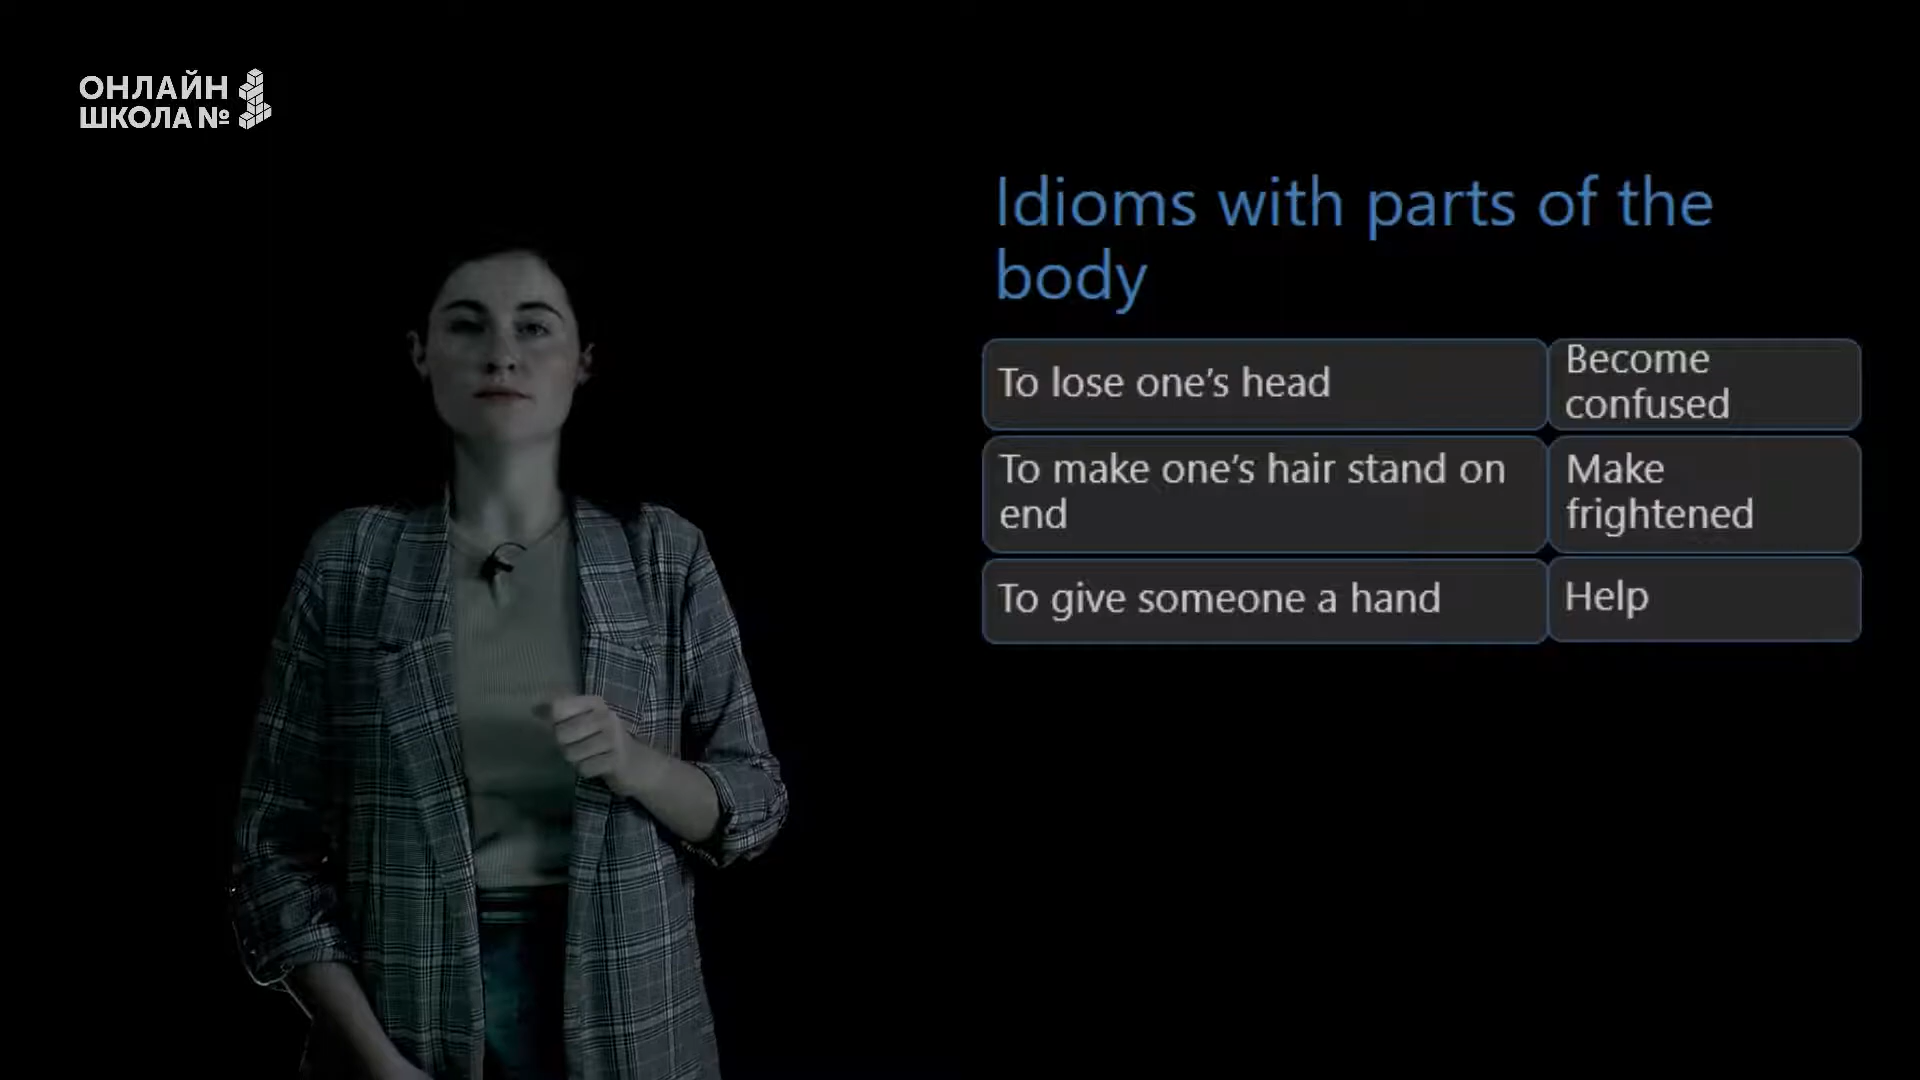 ОНЛАЙН
ШКОЛА №
Idioms with parts of the
body
To lose one’s head
Become
confused
To make one’s hair stand on
end
Make
frightened
To give someone a hand
Help